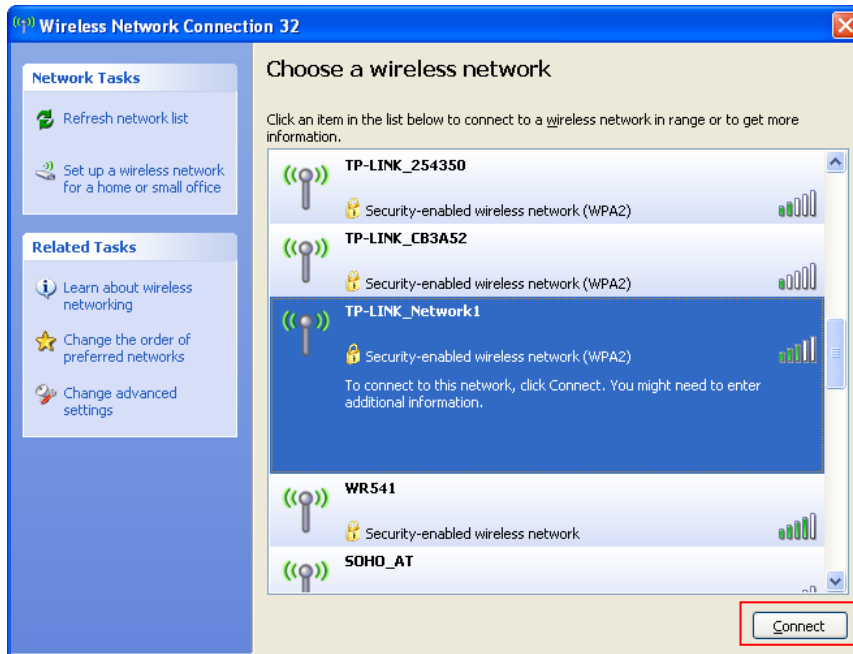 Wireless Network Connection 32
Network Tasks
Refresh network list
Set up a wireless network
for a home or small office
Related Tasks
Learn about wireless
networking
Change the order of
preferred networks
Change advanced
settings
Choose a wireless network
Click an item in the list below to connect to a wireless network in range or to get more
information.
TP-LINK_254350
Security-enabled wireless network (WPA2)
TP-LINK_CB3A52
Security-enabled wireless network (WPA2)
TP-LINK_Network1
Security-enabled wireless network (WPA2)
To connect to this network, click Connect. You might need to enter
additional information.
WR541
Security-enabled wireless network
SOHO_AT
Connect